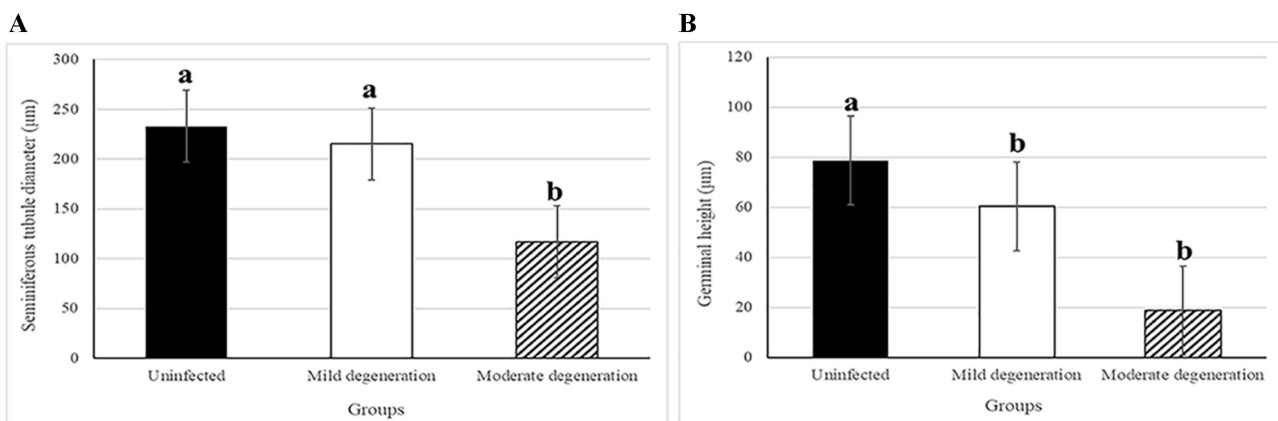 A
300
250
200
150
100
50
0
Seminiferous tubule diameter (μm)
a
a
b
Uninfected
Mild degeneration
Moderate degeneration
Groups
B
120
100
80
60
40
20
0
Germinal height (μm)
a
b
b
Uninfected
Mild degeneration
Moderate degeneration
Groups